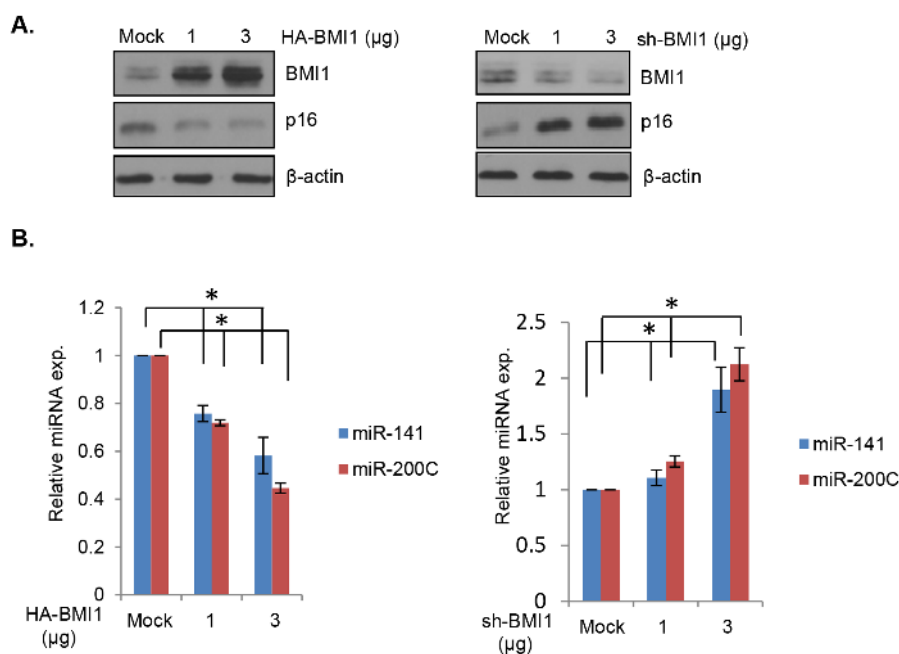 A.
Mock 1 3 HA-BMI1 (µg)
BMI1
p16
β-actin
Mock 1 3 sh-BMI1 (µg)
BMI1
p16
β-actin
B.
Relative miRNA exp.
1.2
1
0.8
0.6
0.4
0.2
0
*
*
miR-141
miR-200C
HA-BMI1
(µg)
Mock 1 3
Relative miRNA exp.
2.5
2
1.5
1
0.5
0
*
*
miR-141
miR-200C
sh-BMI1
(µg)
Mock 1 3